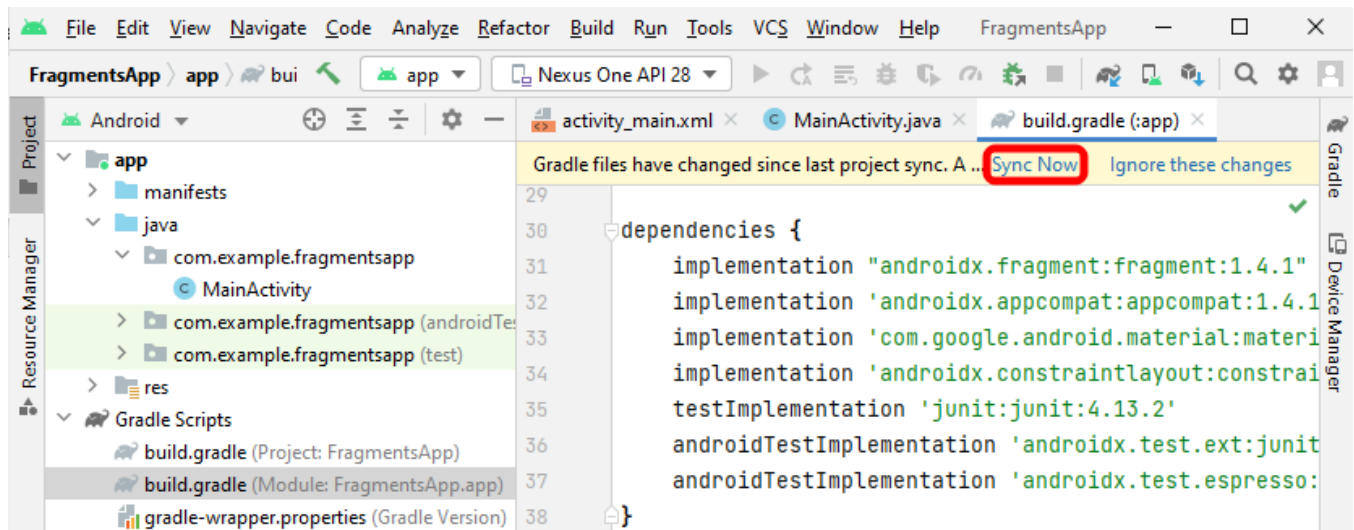 File Edit View Navigate Code Analyze Refactor Build Run Tools VCS Window Help FragmentsApp
FragmentsApp app bui app Nexus One API 28
Project
Resource Manager
Android
app
manifests
java
com.example.fragmentsapp
MainActivity
com.example.fragmentsapp (androidTes
com.example.fragmentsapp (test)
res
Gradle Scripts
build.gradle (Project: FragmentsApp)
build.gradle (Module: FragmentsApp.app)
gradle-wrapper.properties (Gradle Version)
activity_main.xml MainActivity.java build.gradle (:app)
Gradle files have changed since last project sync. A ... Sync Now Ignore these changes
29
30 dependencies {
31 implementation "androidx.fragment:fragment:1.4.1"
32 implementation 'androidx.appcompat:appcompat:1.4.1
33 implementation 'com.google.android.material:materi
34 implementation 'androidx.constraintlayout:constrai
35 testImplementation 'junit:junit:4.13.2'
36 androidTestImplementation 'androidx.test.ext:junit
37 androidTestImplementation 'androidx.test.espresso:
38 }
Gradle
Device Manager